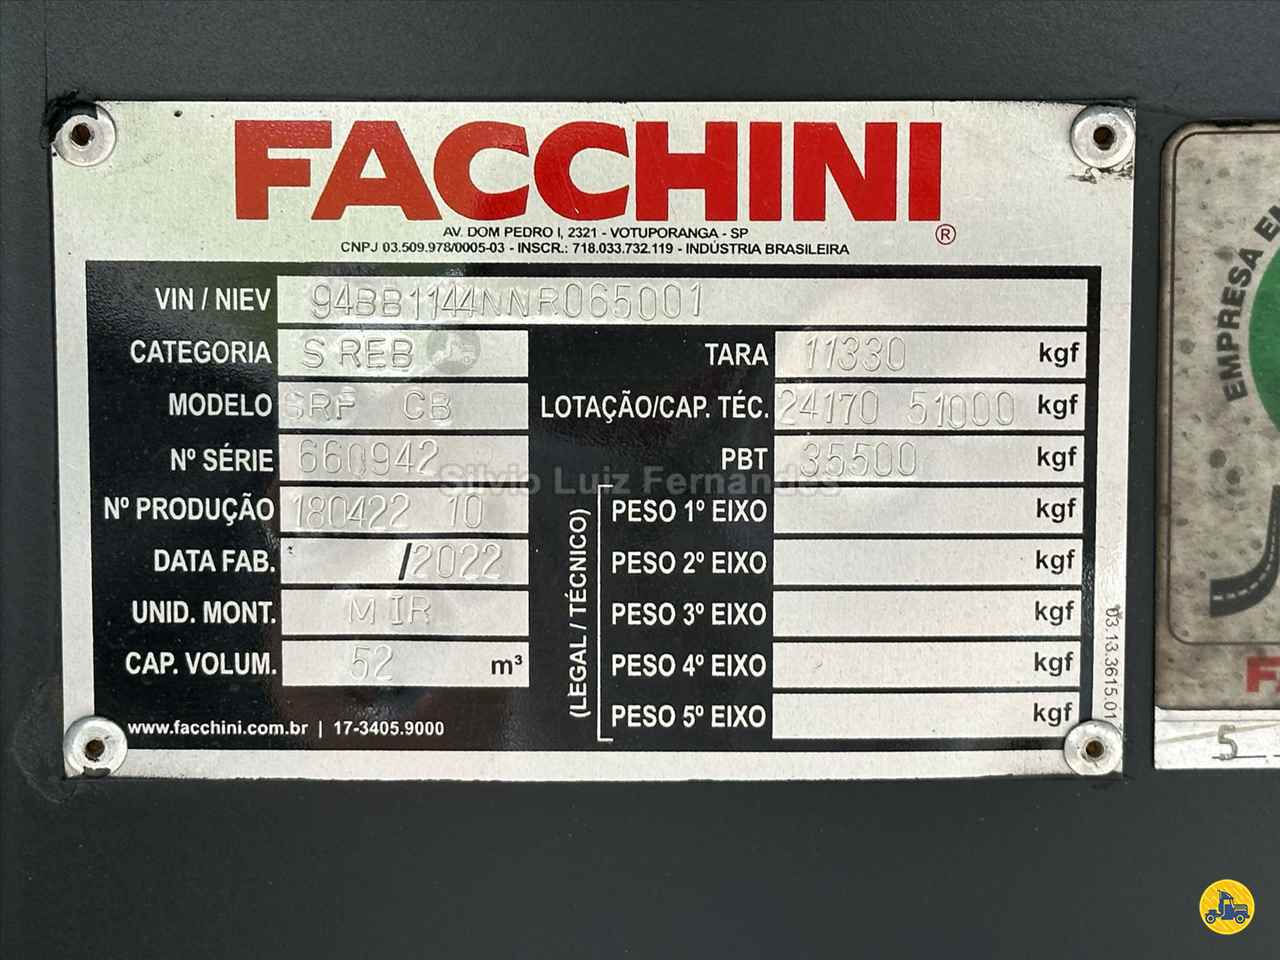 FACCHINI
®
AV. DOM PEDRO I, 2321 - VOTUPORANGA - SP
CNPJ 03.509.978/0005-03 - INSCR.: 718.033.732.119 - INDÚSTRIA BRASILEIRA
VIN / NIEV 94BB1144NNR065001
CATEGORIA S REB
TARA 11330 kgf
MODELO SRF CB
LOTAÇÃO/CAP. TÉC. 24170 51000 kgf
Nº SÉRIE 660942
PBT 35500 kgf
Silvio Luiz Fernandes
Nº PRODUÇÃO 180422 10
DATA FAB. /2022
UNID. MONT. MIR
CAP. VOLUM. 52 m³
(LEGAL / TÉCNICO)
PESO 1º EIXO kgf
PESO 2º EIXO kgf
PESO 3º EIXO kgf
PESO 4º EIXO kgf
PESO 5º EIXO kgf
www.facchini.com.br | 17-3405.9000
03.13.3615.01
EMPRESA
5